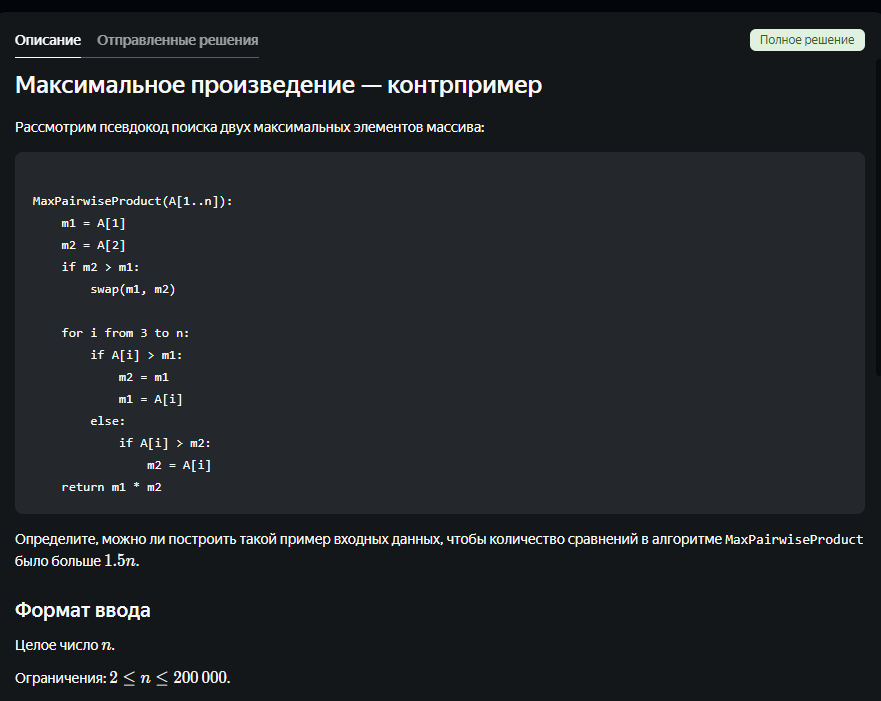 Описание Отправленные решения Полное решение
Максимальное произведение — контрпример
Рассмотрим псевдокод поиска двух максимальных элементов массива:
MaxPairwiseProduct(A[1..n]):
    m1 = A[1]
    m2 = A[2]
    if m2 > m1:
        swap(m1, m2)
    for i from 3 to n:
        if A[i] > m1:
            m2 = m1
            m1 = A[i]
        else:
            if A[i] > m2:
                m2 = A[i]
    return m1 * m2
Определите, можно ли построить такой пример входных данных, чтобы количество сравнений в алгоритме MaxPairwiseProduct
было больше 1.5n.
Формат ввода
Целое число n.
Ограничения: 2 ≤ n ≤ 200 000.